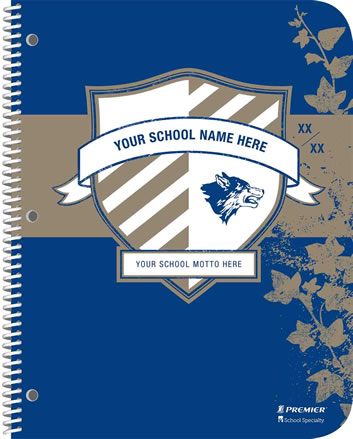 YOUR SCHOOL NAME HERE
XX
XX
YOUR SCHOOL MOTTO HERE
PREMIER
School Specialty